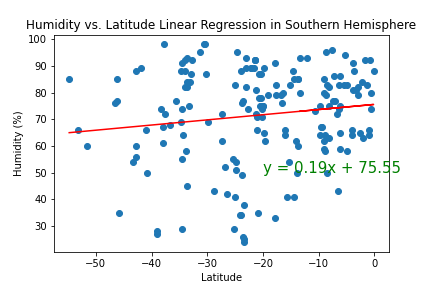 Humidity vs. Latitude Linear Regression in Southern Hemisphere
100
90
80
70
60
50
40
30
Humidity (%)
y = 0.19x + 75.55
−50 −40 −30 −20 −10 0
Latitude